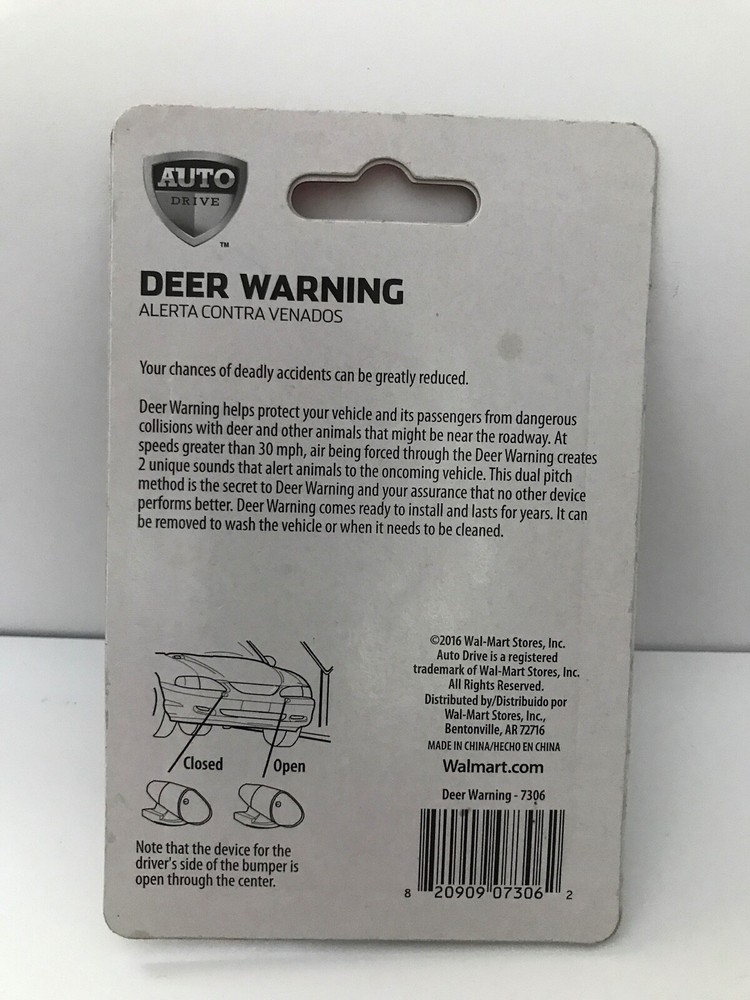 AUTO
DRIVE
TM
DEER WARNING
ALERTA CONTRA VENADOS
Your chances of deadly accidents can be greatly reduced.
Deer Warning helps protect your vehicle and its passengers from dangerous
collisions with deer and other animals that might be near the roadway. At
speeds greater than 30 mph, air being forced through the Deer Warning creates
2 unique sounds that alert animals to the oncoming vehicle. This dual pitch
method is the secret to Deer Warning and your assurance that no other device
performs better. Deer Warning comes ready to install and lasts for years. It can
be removed to wash the vehicle or when it needs to be cleaned.
Closed
Open
Note that the device for the
driver's side of the bumper is
open through the center.
©2016 Wal-Mart Stores, Inc.
Auto Drive is a registered
trademark of Wal-Mart Stores, Inc.
All Rights Reserved.
Distributed by/Distribuido por
Wal-Mart Stores, Inc.,
Bentonville, AR 72716
MADE IN CHINA/HECHO EN CHINA
Walmart.com
Deer Warning - 7306
8 20909 07306 2